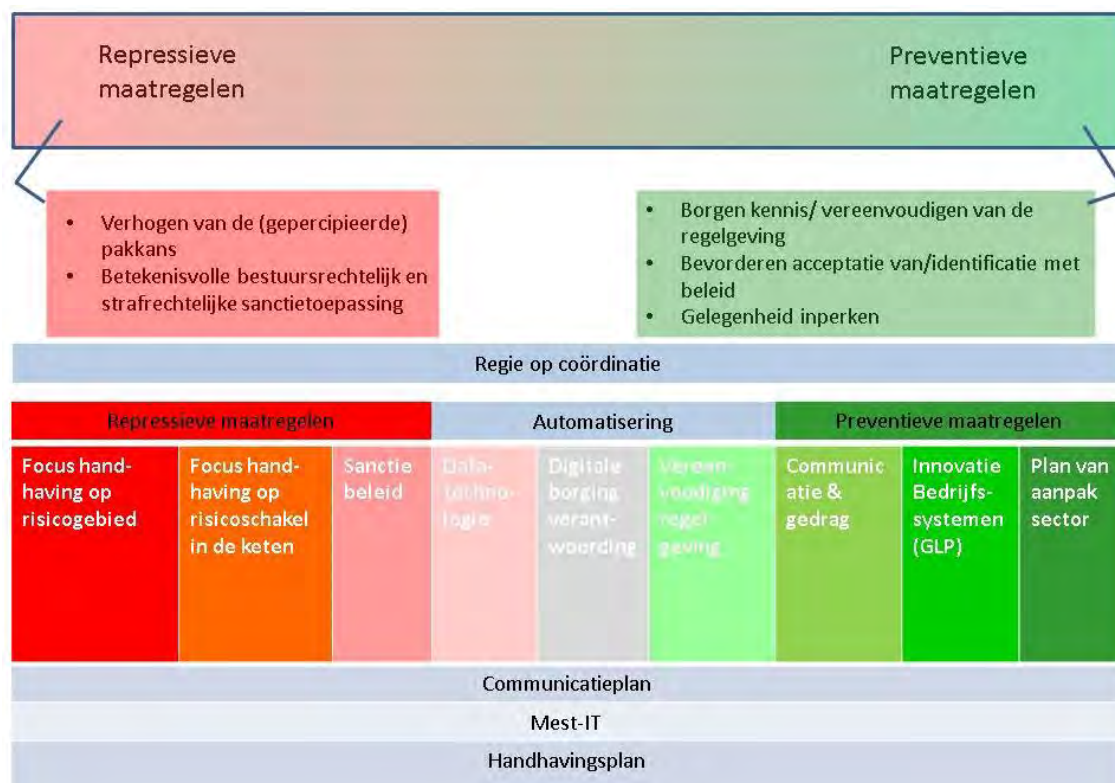 Repressieve
maatregelen
Preventieve
maatregelen
• Verhogen van de (gepercipieerde)
pakkans
• Betekenisvolle bestuursrechtelijk en
strafrechtelijke sanctietoepassing
• Borgen kennis/ vereenvoudigen van de
regelgeving
• Bevorderen acceptatie van/identificatie met
beleid
• Gelegenheid inperken
Regie op coördinatie
Repressieve maatregelen
Automatisering
Preventieve maatregelen
Focus hand-
having op
risicogebied
Focus hand-
having op
risicoschakel
in de keten
Sanctie
beleid
Data-
techno-
logie
Digitale
borging
verant-
woording
Vereen-
voudiging
regel
geving
Communic
atie &
gedrag
Innovatie
Bedrijfs-
systemen
(GLP)
Plan van
aanpak
sector
Communicatieplan
Mest-IT
Handhavingsplan